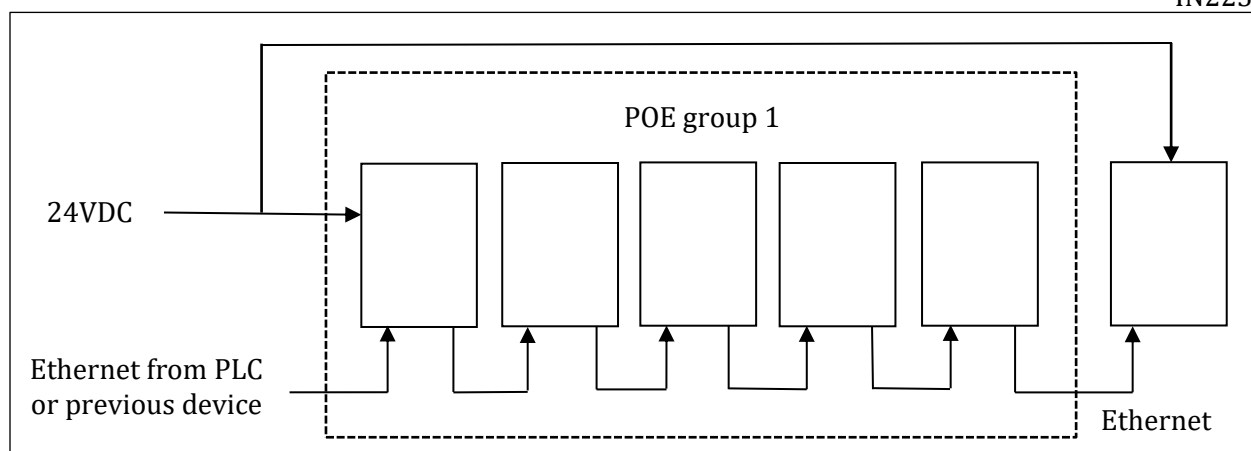 POE group 1
24VDC
Ethernet from PLC
or previous device
Ethernet